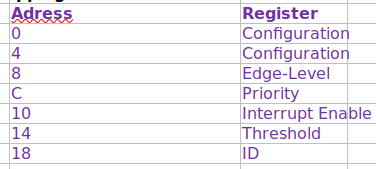 Adress Register
0 Configuration
4 Configuration
8 Edge-Level
C Priority
10 Interrupt Enable
14 Threshold
18 ID